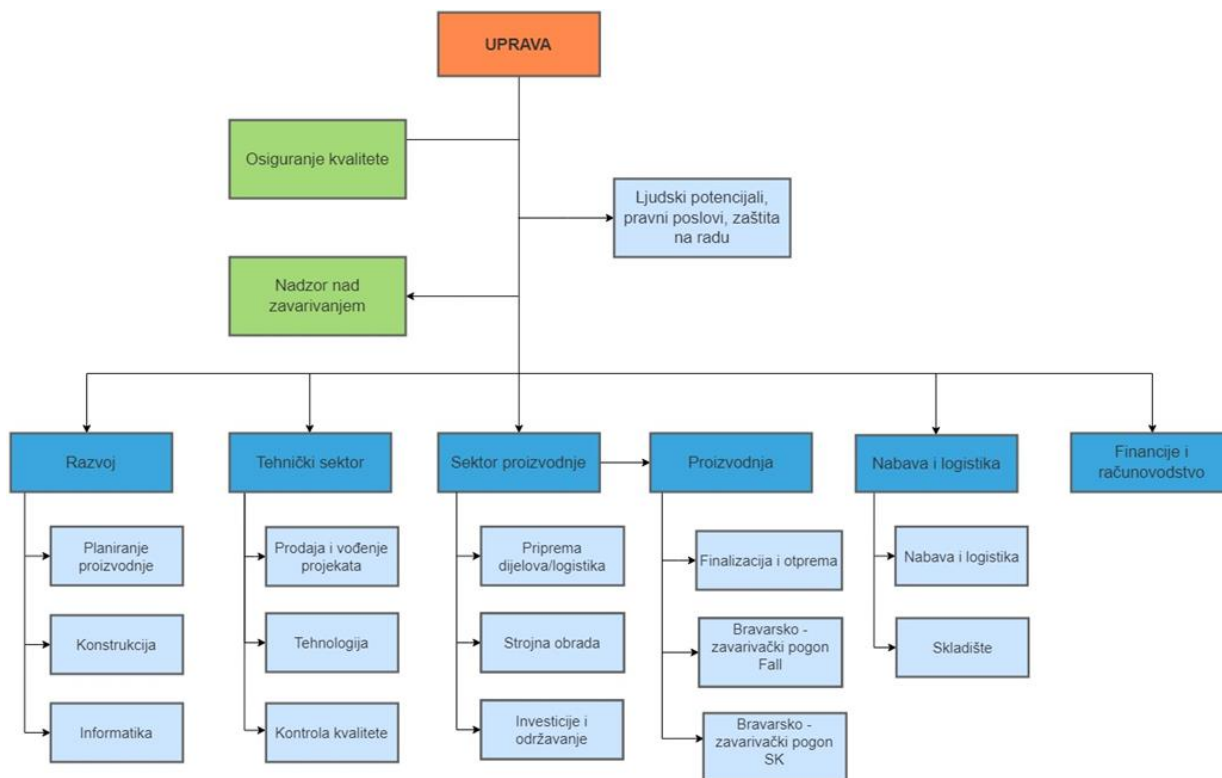 UPRAVA
Osiguranje kvalitete
Ljudski potencijali,
pravni poslovi, zaštita
na radu
Nadzor nad
zavarivanjem
Razvoj
Tehnički sektor
Sektor proizvodnje
Proizvodnja
Nabava i logistika
Financije i
računovodstvo
Planiranje
proizvodnje
Prodaja i vođenje
projekata
Priprema
dijelova/logistika
Finalizacija i otprema
Nabava i logistika
Konstrukcija
Tehnologija
Strojna obrada
Bravarsko -
zavarivački pogon
Fall
Skladište
Informatika
Kontrola kvalitete
Investicije i
održavanje
Bravarsko -
zavarivački pogon
SK